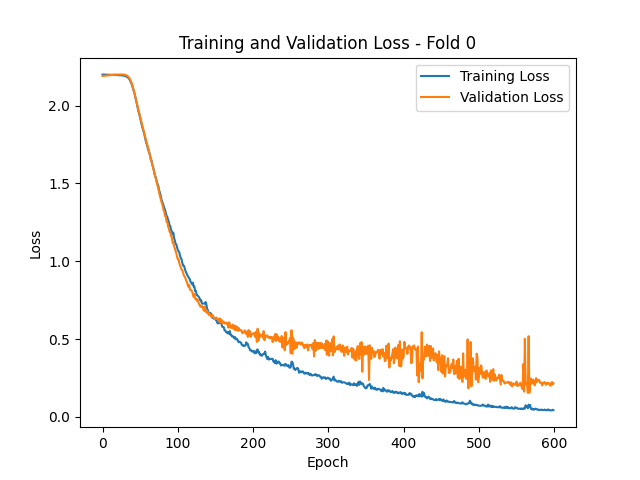 Training and Validation Loss - Fold 0
Training Loss
Validation Loss
2.0
1.5
1.0
0.5
0.0
Loss
0 100 200 300 400 500 600
Epoch